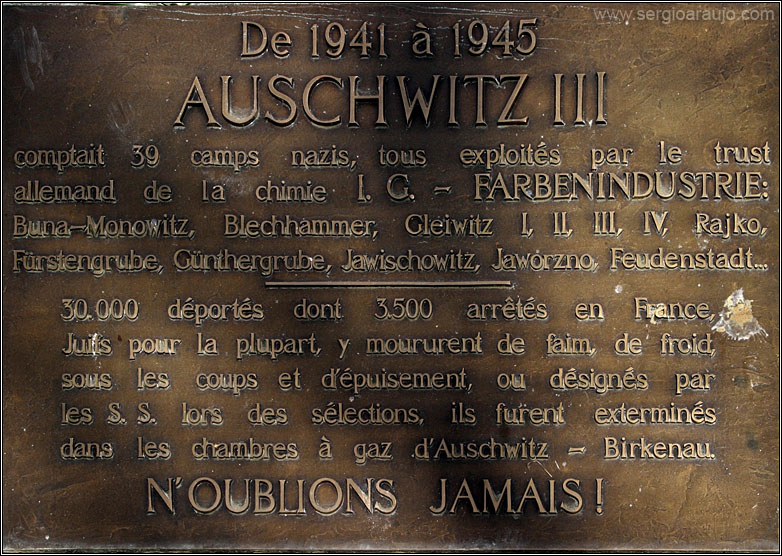 www.sergioaraujo.com
De 1941 à 1945
AUSCHWITZ III
comptait 39 camps nazis, tous exploités par le trust
allemand de la chimie I. G. - FARBENINDUSTRIE:
Buna-Monowitz, Blechhammer, Gleiwitz I, II, III, IV, Rajko,
Fürstengrube, Günthergrube, Jawischowitz, Jaworzno, Feudenstadt...
30.000 déportés dont 3.500 arrêtés en France,
Juifs pour la plupart, y moururent de faim, de froid,
sous les coups et d'épuisement, ou désignés par
les S. S. lors des sélections, ils furent exterminés
dans les chambres à gaz d'Auschwitz - Birkenau.
N'OUBLIONS JAMAIS !